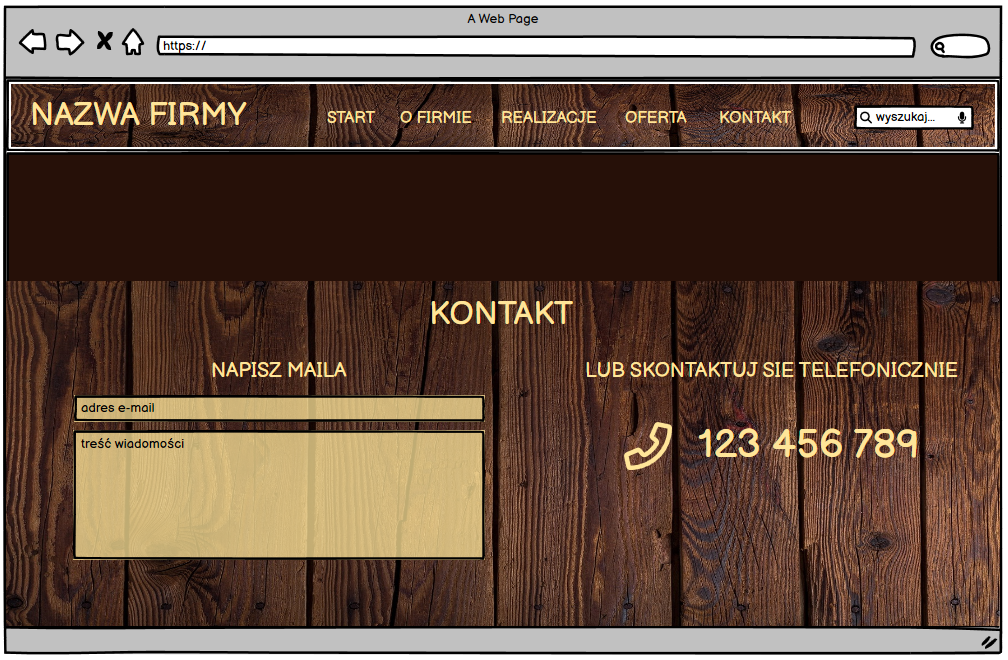 A Web Page
https://
NAZWA FIRMY
START O FIRMIE REALIZACJE OFERTA KONTAKT
wyszukaj...
KONTAKT
NAPISZ MAILA
adres e-mail
treść wiadomości
LUB SKONTAKTUJ SIE TELEFONICZNIE
123 456 789